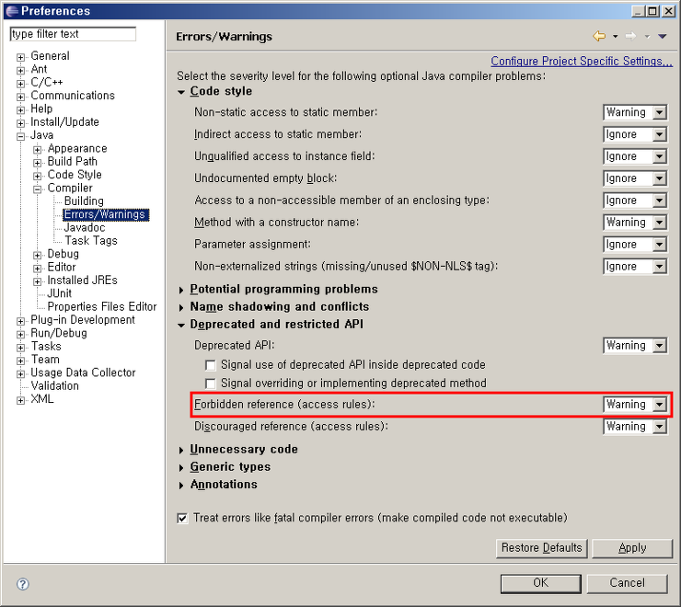 Preferences
type filter text
General
Ant
C/C++
Communications
Help
Install/Update
Java
Appearance
Build Path
Code Style
Compiler
Building
Errors/Warnings
Javadoc
Task Tags
Debug
Editor
Installed JREs
JUnit
Properties Files Editor
Plug-in Development
Run/Debug
Tasks
Team
Usage Data Collector
Validation
XML
Errors/Warnings
Configure Project Specific Settings...
Select the severity level for the following optional Java compiler problems:
Code style
Non-static access to static member: Warning
Indirect access to static member: Ignore
Unqualified access to instance field: Ignore
Undocumented empty block: Ignore
Access to a non-accessible member of an enclosing type: Ignore
Method with a constructor name: Warning
Parameter assignment: Ignore
Non-externalized strings (missing/unused $NON-NLS$ tag): Ignore
Potential programming problems
Name shadowing and conflicts
Deprecated and restricted API
Deprecated API: Warning
Signal use of deprecated API inside deprecated code
Signal overriding or implementing deprecated method
Forbidden reference (access rules): Warning
Discouraged reference (access rules): Warning
Unnecessary code
Generic types
Annotations
Treat errors like fatal compiler errors (make compiled code not executable)
Restore Defaults Apply
? OK Cancel